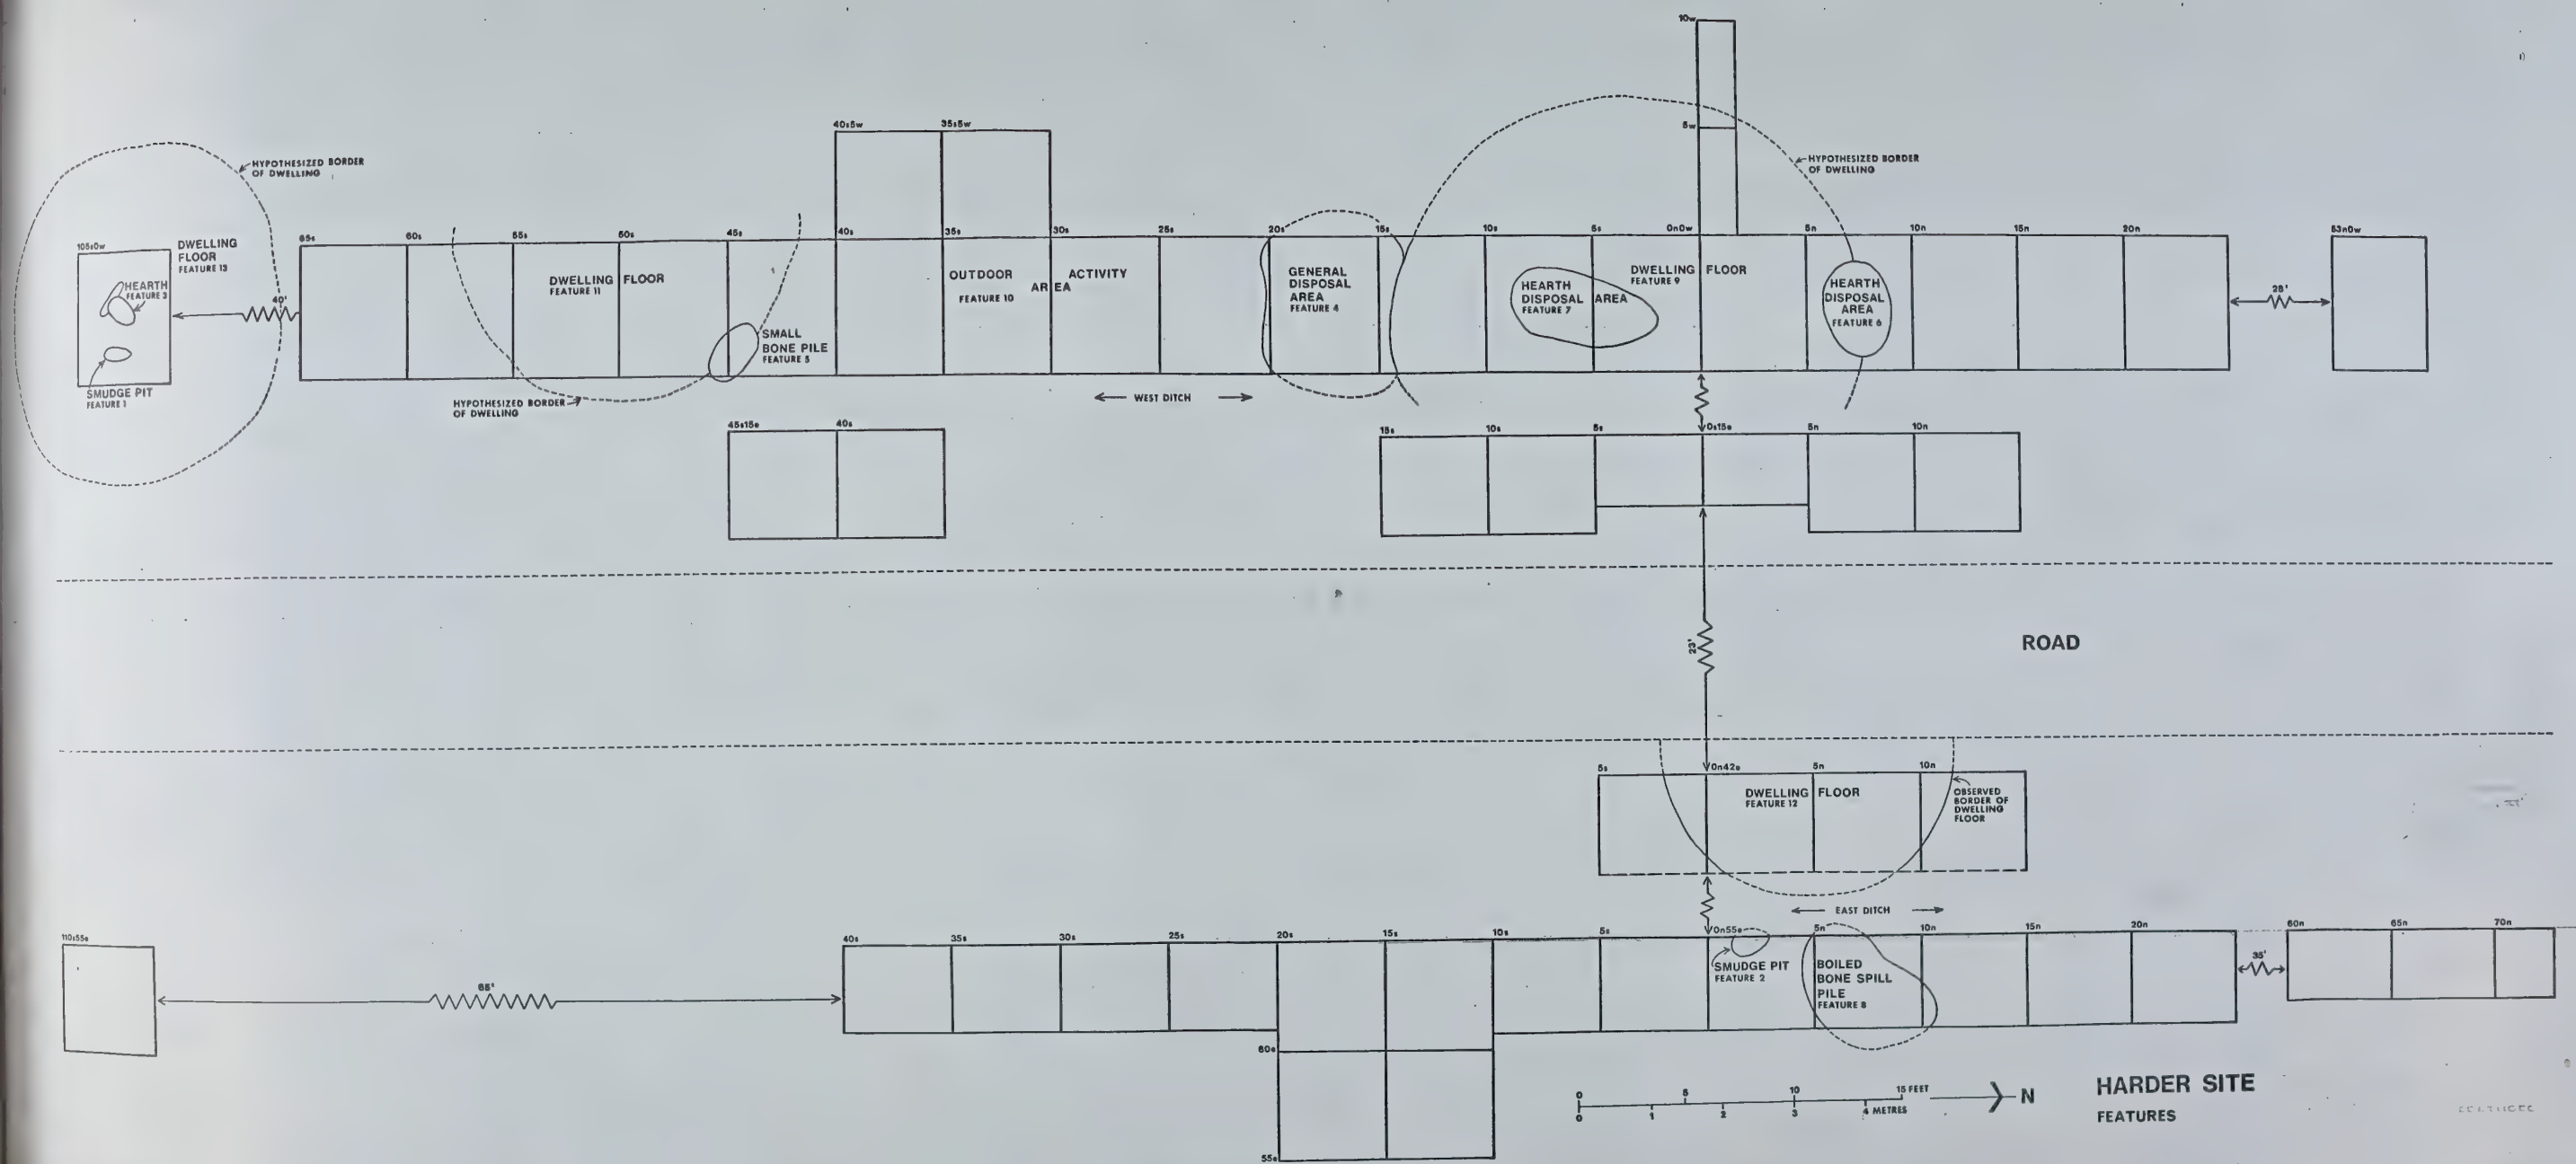 10w
5w
40s5w
35s5w
HYPOTHESIZED BORDER
OF DWELLING
HYPOTHESIZED BORDER
OF DWELLING
105s0w
DWELLING
FLOOR
FEATURE 13
HEARTH
FEATURE 3
SMUDGE PIT
FEATURE 1
40'
65s
60s
55s
50s
45s
40s
35s
30s
25s
20s
15s
10s
5s
0n0w
5n
10n
15n
20n
53n0w
DWELLING FLOOR
FEATURE 11
SMALL
BONE PILE
FEATURE 5
OUTDOOR ACTIVITY
AREA
FEATURE 10
GENERAL
DISPOSAL
AREA
FEATURE 4
HEARTH
DISPOSAL AREA
FEATURE 7
DWELLING FLOOR
FEATURE 9
HEARTH
DISPOSAL
AREA
FEATURE 6
28'
HYPOTHESIZED BORDER
OF DWELLING
WEST DITCH
45s15e
40s
15s
10s
5s
0s15e
5n
10n
23'
ROAD
5s
0n42e
5n
10n
DWELLING FLOOR
FEATURE 12
OBSERVED
BORDER OF
DWELLING
FLOOR
EAST DITCH
110s55e
65'
40s
35s
30s
25s
20s
15s
10s
5s
0n55e
5n
10n
15n
20n
35'
60n
65n
70n
SMUDGE PIT
FEATURE 2
BOILED
BONE SPILL
PILE
FEATURE 8
60e
55e
0 5 10 15 FEET
0 1 2 3 4 METRES
N
HARDER SITE
FEATURES